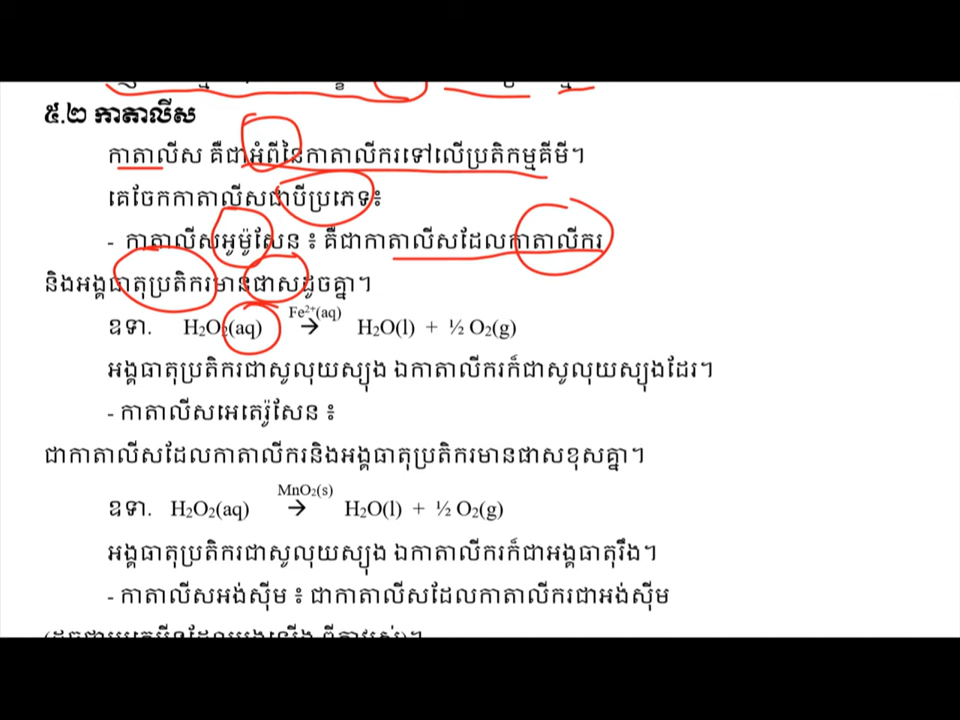 ៥.២ កាតាលីស
កាតាលីស គឺជាអំពីនៃកាតាលីករទៅលើប្រតិកម្មគីមី។
គេចែកកាតាលីសជាបីប្រភេទ៖
- កាតាលីសអូម៉ូសែន ៖ គឺជាកាតាលីសដែលកាតាលីករ
និងអង្គធាតុប្រតិករមានផាសដូចគ្នា។
ឧទា. H2O2(aq) Fe2+(aq) → H2O(l) + ½ O2(g)
អង្គធាតុប្រតិករជាសូលុយស្យុង ឯកាតាលីករក៏ជាសូលុយស្យុងដែរ។
- កាតាលីសអេតេរ៉ូសែន ៖
ជាកាតាលីសដែលកាតាលីករនិងអង្គធាតុប្រតិករមានផាសខុសគ្នា។
ឧទា. H2O2(aq) MnO2(s) → H2O(l) + ½ O2(g)
អង្គធាតុប្រតិករជាសូលុយស្យុង ឯកាតាលីករក៏ជាអង្គធាតុរឹង។
- កាតាលីសអង់ស៊ីម ៖ ជាកាតាលីសដែលកាតាលីករជាអង់ស៊ីម